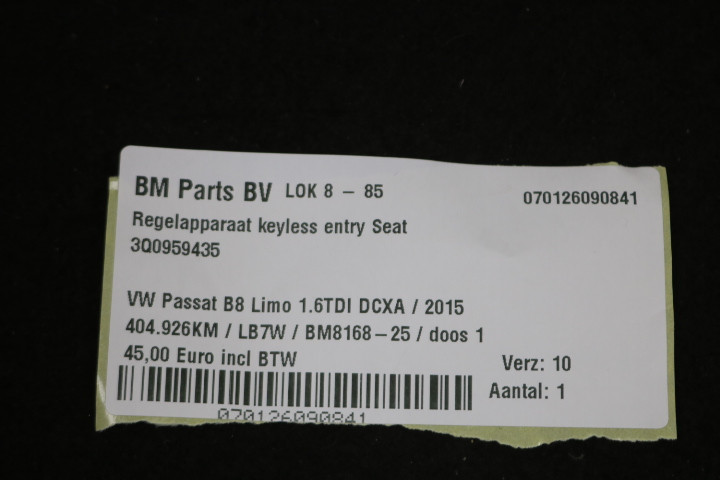 BM Parts BV LOK 8 - 85 070126090841
Regelapparaat keyless entry Seat
3Q0959435
VW Passat B8 Limo 1.6TDI DCXA / 2015
404.926KM / LB7W / BM8168-25 / doos 1
45,00 Euro incl BTW
Verz: 10
Aantal: 1
070126090841